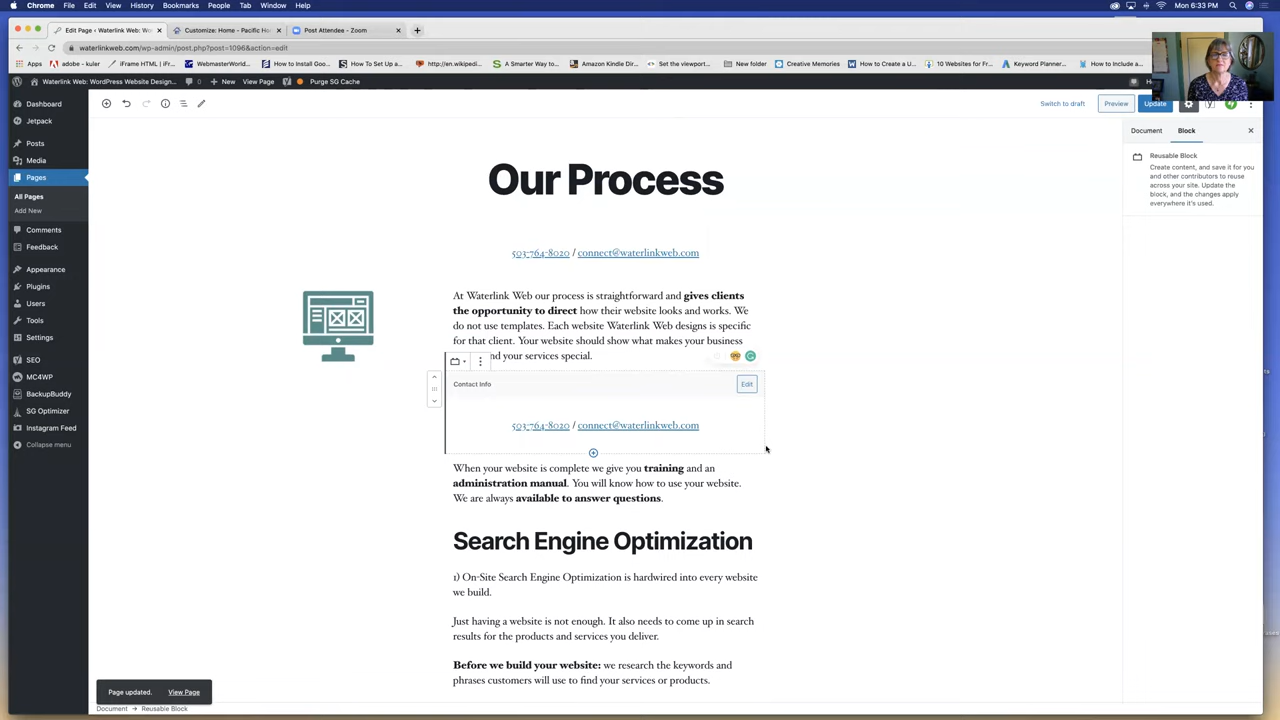 Chrome File Edit View History Bookmarks People Tab Window Help Mon 6:33 PM
Edit Page ‹ Waterlink Web: Wo Customize: Home - Pacific Ho Post Attendee - Zoom
waterlinkweb.com/wp-admin/post.php?post=1096&action=edit
Apps adobe - kuler iFrame HTML | iFr... WebmasterWorld... How to Install Goo... http://en.wikipedi... A Smarter way to... Amazon Kindle Dir... Set the viewport... New folder Creative Memories How to Create a U... 10 Websites for Fr... Keyword Planner... How to Include a...
Waterlink Web: WordPress Website Design... 0 New View Page Purge SG Cache
Dashboard
Jetpack
Posts
Media
Pages
All Pages
Add New
Comments
Feedback
Appearance
Plugins
Users
Tools
Settings
SEO
MC4WP
BackupBuddy
SG Optimizer
Instagram Feed
Collapse menu
Switch to draft Preview Update
Our Process
503-764-8020 / connect@waterlinkweb.com
At Waterlink Web our process is straightforward and gives clients
the opportunity to direct how their website looks and works. We
do not use templates. Each website Waterlink Web designs is specific
for that client. Your website should show what makes your business
nd your services special.
Contact Info Edit
503-764-8020 / connect@waterlinkweb.com
When your website is complete we give you training and an
administration manual. You will know how to use your website.
We are always available to answer questions.
Search Engine Optimization
1) On-Site Search Engine Optimization is hardwired into every website
we build.
Just having a website is not enough. It also needs to come up in search
results for the products and services you deliver.
Before we build your website: we research the keywords and
phrases customers will use to find your services or products.
Document Block
Reusable Block
Create content, and save it for you
and other contributors to reuse
across your site. Update the
block, and the changes apply
everywhere it's used.
Page updated. View Page
Document → Reusable Block